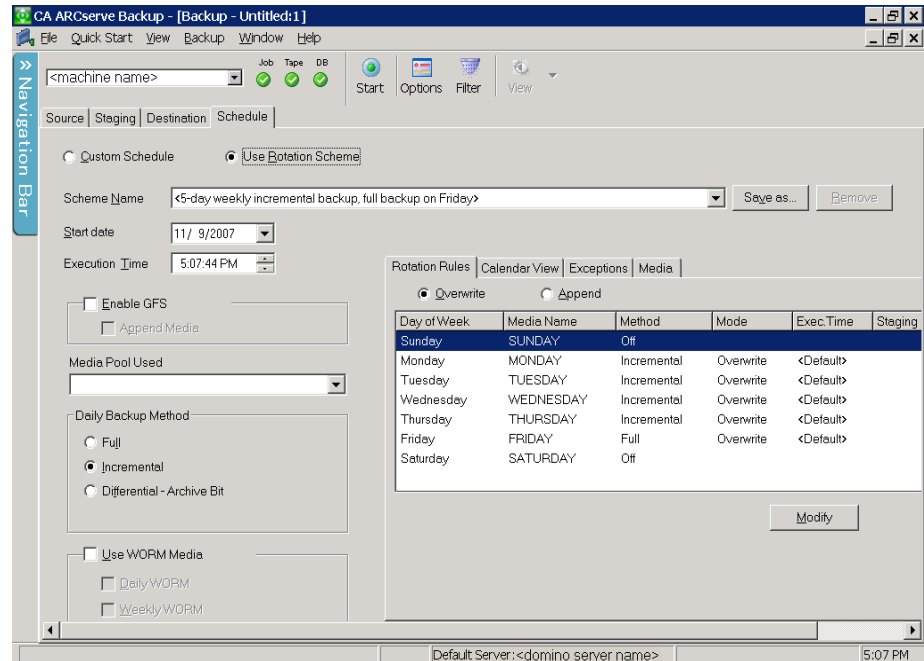 CA ARCserve Backup - [Backup - Untitled:1]
File Quick Start View Backup Window Help
» Navigation Bar
<machine name>
Job Tape DB
Start Options Filter View
Source Staging Destination Schedule
Custom Schedule Use Rotation Scheme
Scheme Name <5-day weekly incremental backup, full backup on Friday> Save as... Remove
Start date 11/ 9/2007
Execution Time 5:07:44 PM
Enable GFS
Append Media
Media Pool Used
Daily Backup Method
Full
Incremental
Differential - Archive Bit
Use WORM Media
Daily WORM
Weekly WORM
Rotation Rules Calendar View Exceptions Media
Overwrite Append
Day of Week Media Name Method Mode Exec.Time Staging
Sunday SUNDAY Off
Monday MONDAY Incremental Overwrite <Default>
Tuesday TUESDAY Incremental Overwrite <Default>
Wednesday WEDNESDAY Incremental Overwrite <Default>
Thursday THURSDAY Incremental Overwrite <Default>
Friday FRIDAY Full Overwrite <Default>
Saturday SATURDAY Off
Modify
Default Server:<domino server name> 5:07 PM